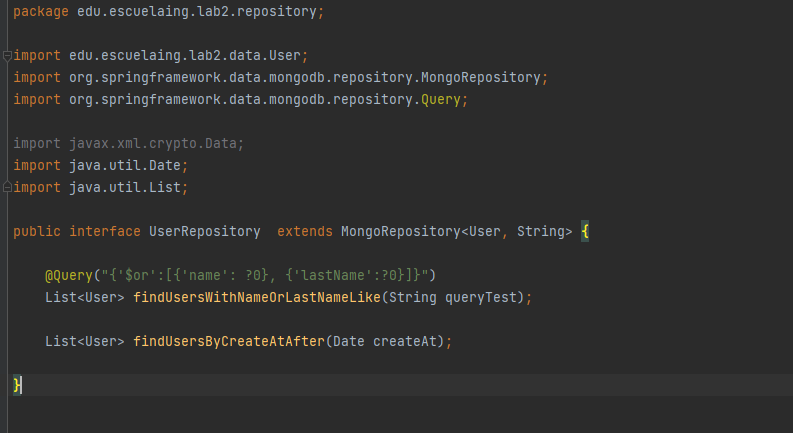 package edu.escuelaing.lab2.repository;
import edu.escuelaing.lab2.data.User;
import org.springframework.data.mongodb.repository.MongoRepository;
import org.springframework.data.mongodb.repository.Query;
import javax.xml.crypto.Data;
import java.util.Date;
import java.util.List;
public interface UserRepository  extends MongoRepository<User, String> {
@Query("{'$or':[{'name': ?0}, {'lastName':?0}]}")
List<User> findUsersWithNameOrLastNameLike(String queryTest);
List<User> findUsersByCreateAtAfter(Date createAt);
}